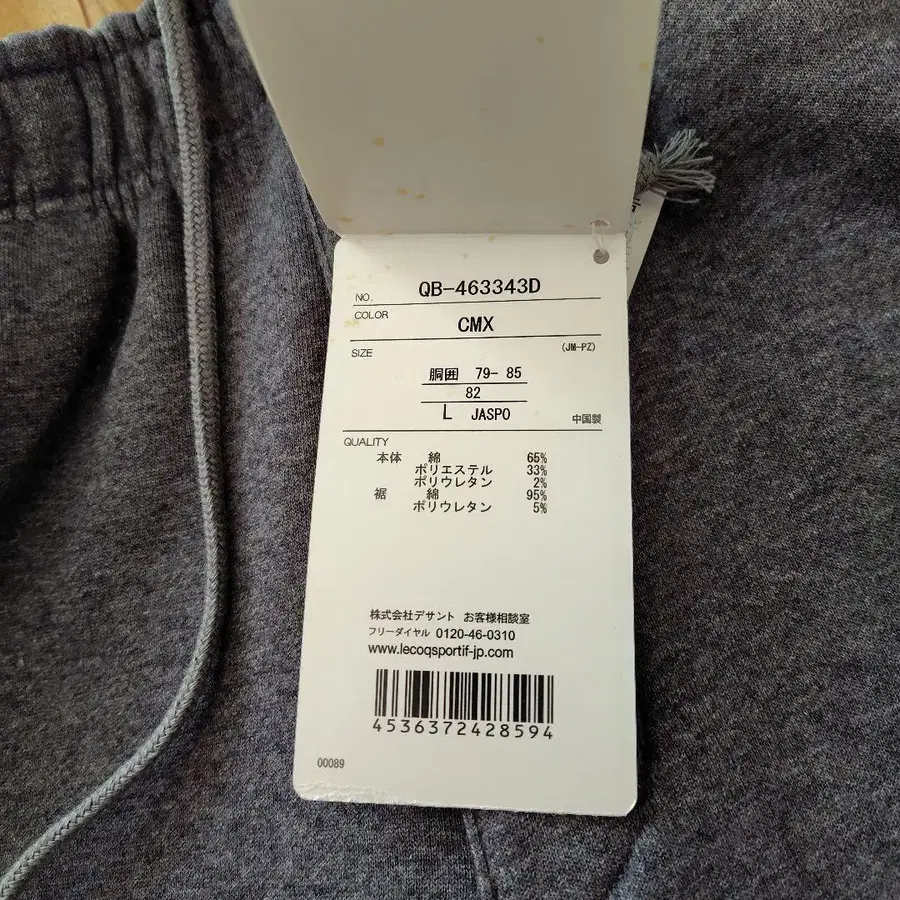 NO. QB-463343D
COLOR CMX
SIZE (JM-PZ)
胴囲 79- 85
82
L JASPO 中国製
QUALITY
本体 綿 65%
ポリエステル 33%
ポリウレタン 2%
裾 綿 95%
ポリウレタン 5%
株式会社デサント お客様相談室
フリーダイヤル 0120-46-0310
www.lecoqsportif-jp.com
4536372428594
00089